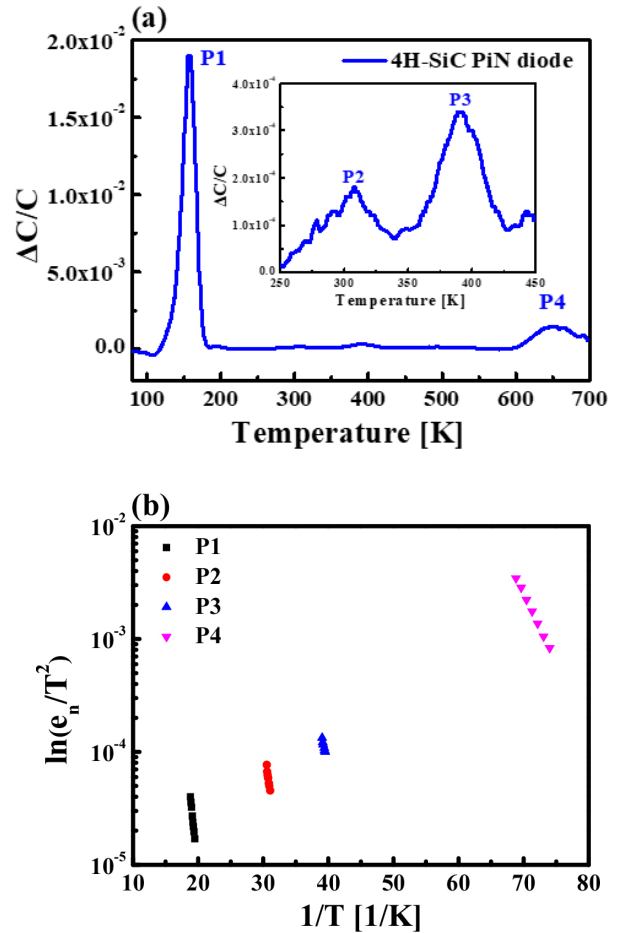 (a)
2.0x10⁻²
1.5x10⁻²
1.0x10⁻²
5.0x10⁻³
0.0
ΔC/C
P1
4H-SiC PiN diode
4.0x10⁻⁴
3.0x10⁻⁴
2.0x10⁻⁴
1.0x10⁻⁴
0.0
ΔC/C
P2
P3
250 300 350 400 450
Temperature [K]
P4
100 200 300 400 500 600 700
Temperature [K]
(b)
10⁻²
10⁻³
10⁻⁴
10⁻⁵
ln(eₙ/T²)
P1
P2
P3
P4
10 20 30 40 50 60 70 80
1/T [1/K]